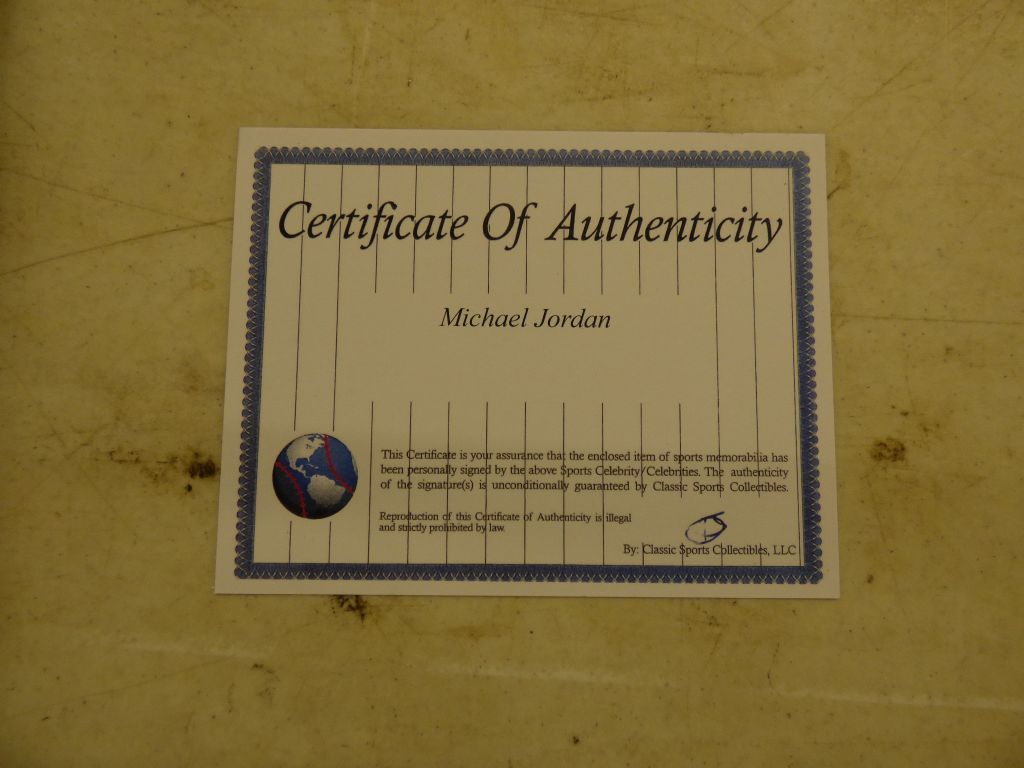 Certificate Of Authenticity
Michael Jordan
This Certificate is your assurance that the enclosed item of sports memorabilia has
been personally signed by the above Sports Celebrity/Celebrities. The authenticity
of the signature(s) is unconditionally guaranteed by Classic Sports Collectibles.
Reproduction of this Certificate of Authenticity is illegal
and strictly prohibited by law.
By: Classic Sports Collectibles, LLC